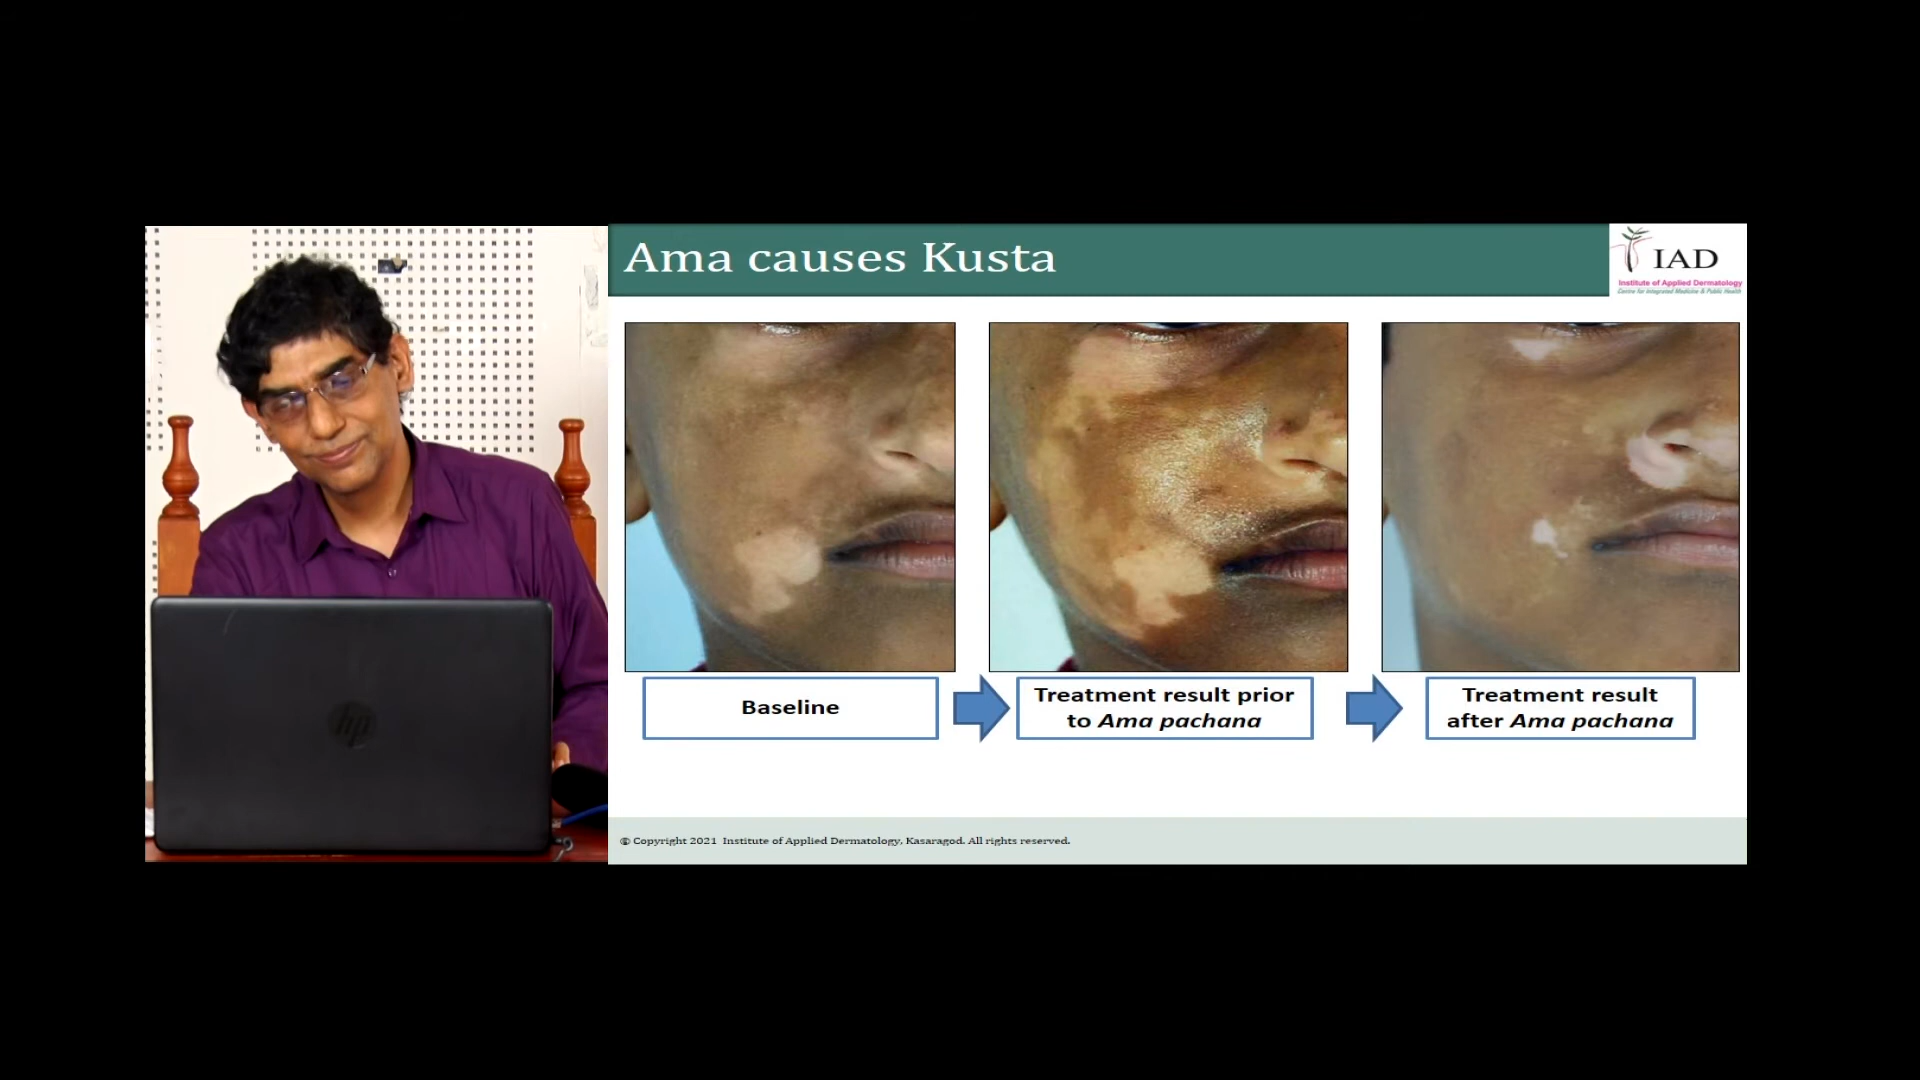 Ama causes Kusta
IAD
Institute of Applied Dermatology
Centre for Integrated Medicine & Public Health
Baseline
Treatment result prior
to Ama pachana
Treatment result
after Ama pachana
hp
© Copyright 2021 Institute of Applied Dermatology, Kasaragod. All rights reserved.